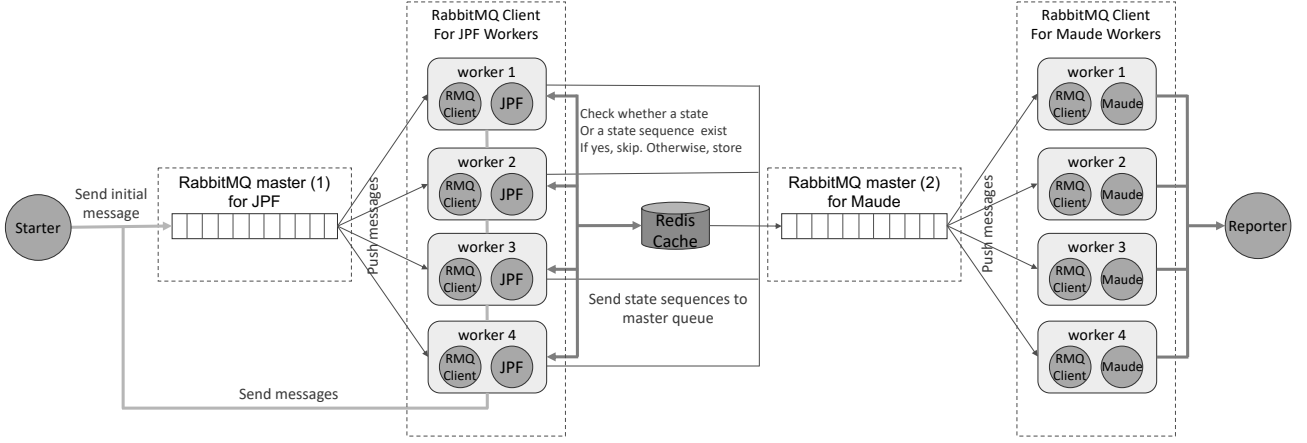 Starter
Send initial
message
RabbitMQ master (1)
for JPF
Push messages
Send messages
RabbitMQ Client
For JPF Workers
worker 1
RMQ
Client
JPF
worker 2
RMQ
Client
JPF
worker 3
RMQ
Client
JPF
worker 4
RMQ
Client
JPF
Check whether a state
Or a state sequence exist
If yes, skip. Otherwise, store
Redis
Cache
Send state sequences to
master queue
RabbitMQ master (2)
for Maude
Push messages
RabbitMQ Client
For Maude Workers
worker 1
RMQ
Client
Maude
worker 2
RMQ
Client
Maude
worker 3
RMQ
Client
Maude
worker 4
RMQ
Client
Maude
Reporter